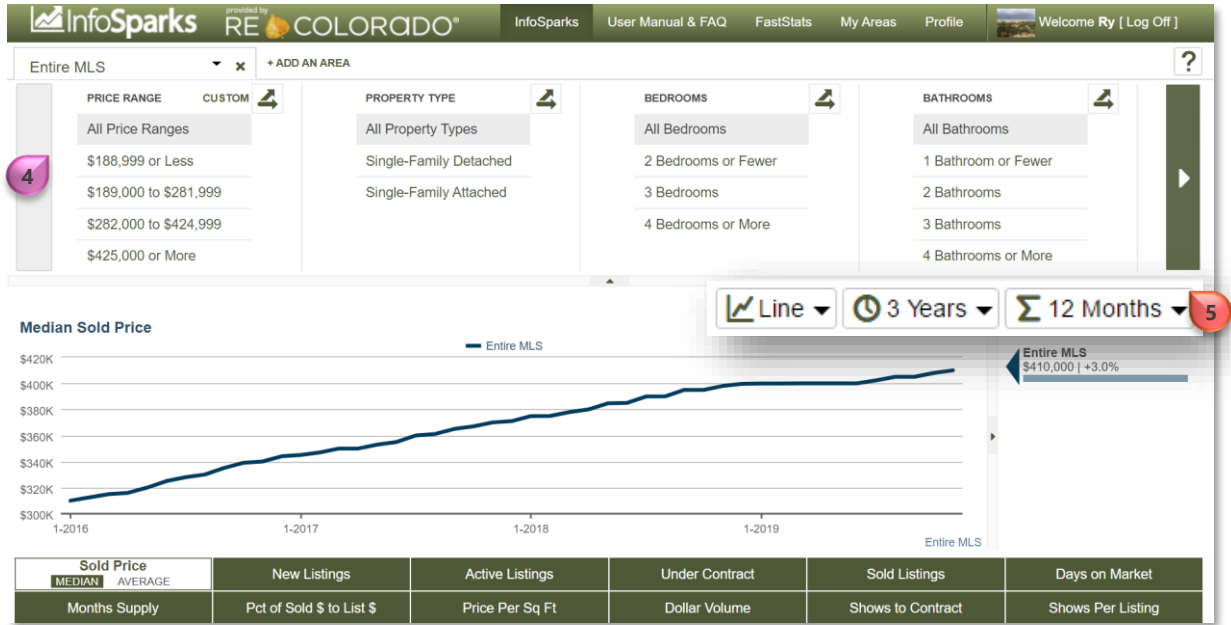 InfoSparks provided by RECOLORADO® InfoSparks User Manual & FAQ FastStats My Areas Profile Welcome Ry [ Log Off ]
Entire MLS × + ADD AN AREA ?
PRICE RANGE CUSTOM PROPERTY TYPE BEDROOMS BATHROOMS
All Price Ranges All Property Types All Bedrooms All Bathrooms
$188,999 or Less Single-Family Detached 2 Bedrooms or Fewer 1 Bathroom or Fewer
4
$189,000 to $281,999 Single-Family Attached 3 Bedrooms 2 Bathrooms
$282,000 to $424,999 4 Bedrooms or More 3 Bathrooms
$425,000 or More 4 Bathrooms or More
Line 3 Years Σ 12 Months 5
Median Sold Price
Entire MLS
Entire MLS
$410,000 | +3.0%
$420K
$400K
$380K
$360K
$340K
$320K
$300K
1-2016 1-2017 1-2018 1-2019
Entire MLS
Sold Price
MEDIAN AVERAGE
New Listings Active Listings Under Contract Sold Listings Days on Market
Months Supply Pct of Sold $ to List $ Price Per Sq Ft Dollar Volume Shows to Contract Shows Per Listing